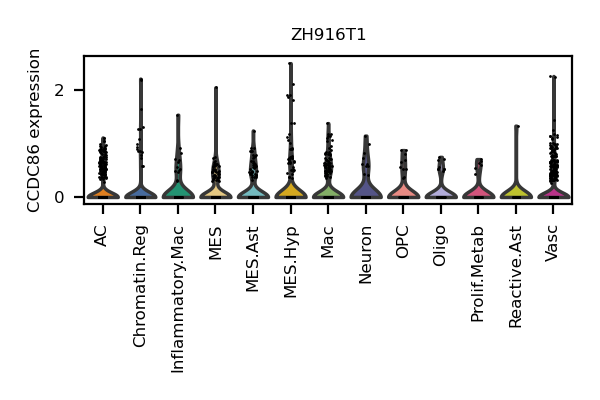 ZH916T1
CCDC86 expression
2
0
AC
Chromatin.Reg
Inflammatory.Mac
MES
MES.Ast
MES.Hyp
Mac
Neuron
OPC
Oligo
Prolif.Metab
Reactive.Ast
Vasc